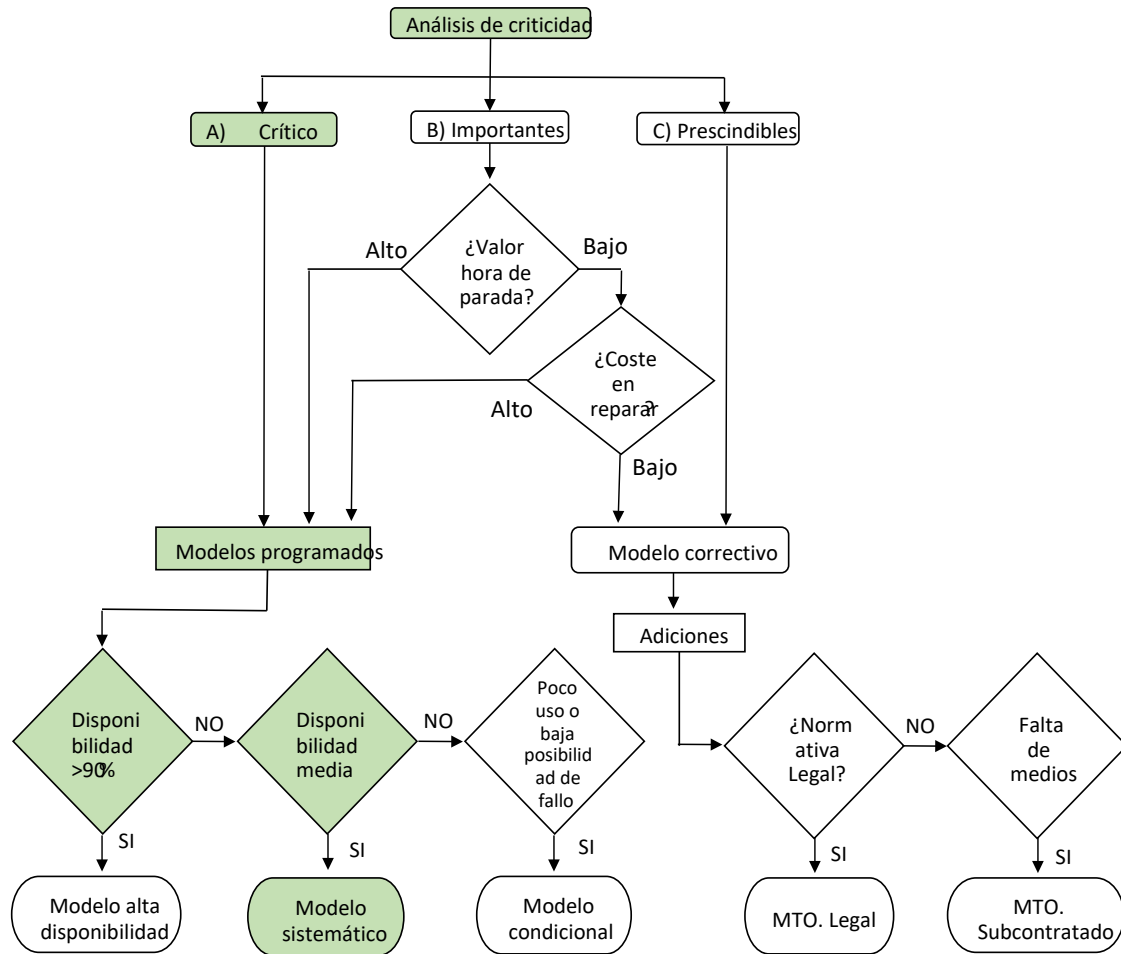 Análisis de criticidad
A) Crítico
B) Importantes
C) Prescindibles
Alto
¿Valor
hora de
parada?
Bajo
¿Coste
en
reparar?
Alto
Bajo
Modelos programados
Modelo correctivo
Adiciones
Disponi
bilidad
>90%
NO
Disponi
bilidad
media
NO
Poco
uso o
baja
posibilid
ad de
fallo
¿Norm
ativa
Legal?
NO
Falta
de
medios
SI
SI
SI
SI
SI
Modelo alta
disponibilidad
Modelo
sistemático
Modelo
condicional
MTO. Legal
MTO.
Subcontratado